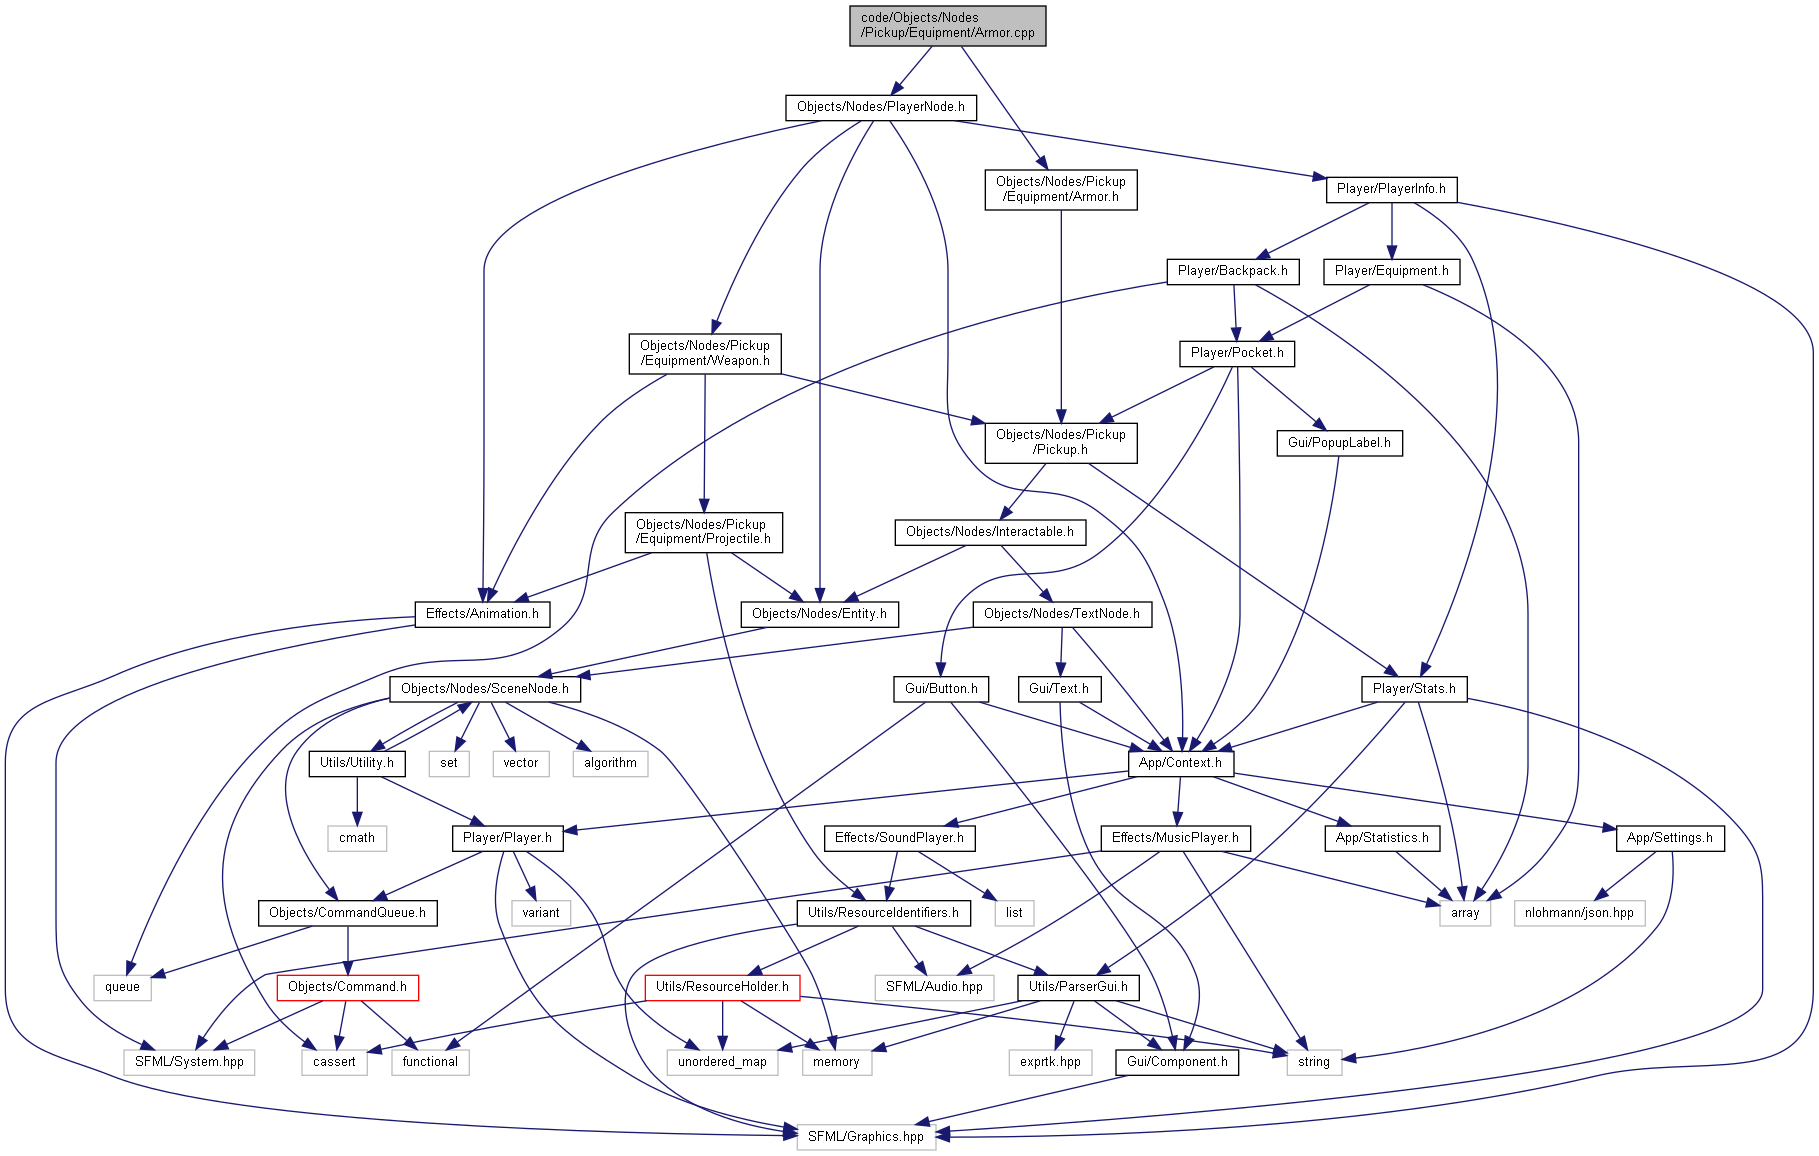 code/Objects/Nodes
/Pickup/Equipment/Armor.cpp
Objects/Nodes/PlayerNode.h
Objects/Nodes/Pickup
/Equipment/Armor.h
Player/PlayerInfo.h
Player/Backpack.h
Player/Equipment.h
Objects/Nodes/Pickup
/Equipment/Weapon.h
Player/Pocket.h
Objects/Nodes/Pickup
/Pickup.h
Gui/PopupLabel.h
Objects/Nodes/Pickup
/Equipment/Projectile.h
Objects/Nodes/Interactable.h
Effects/Animation.h
Objects/Nodes/Entity.h
Objects/Nodes/TextNode.h
Objects/Nodes/SceneNode.h
Gui/Button.h
Gui/Text.h
Player/Stats.h
Utils/Utility.h
set
vector
algorithm
App/Context.h
cmath
Player/Player.h
Effects/SoundPlayer.h
Effects/MusicPlayer.h
App/Statistics.h
App/Settings.h
Objects/CommandQueue.h
variant
Utils/ResourceIdentifiers.h
list
array
nlohmann/json.hpp
queue
Objects/Command.h
Utils/ResourceHolder.h
SFML/Audio.hpp
Utils/ParserGui.h
SFML/System.hpp
cassert
functional
unordered_map
memory
exprtk.hpp
Gui/Component.h
string
SFML/Graphics.hpp